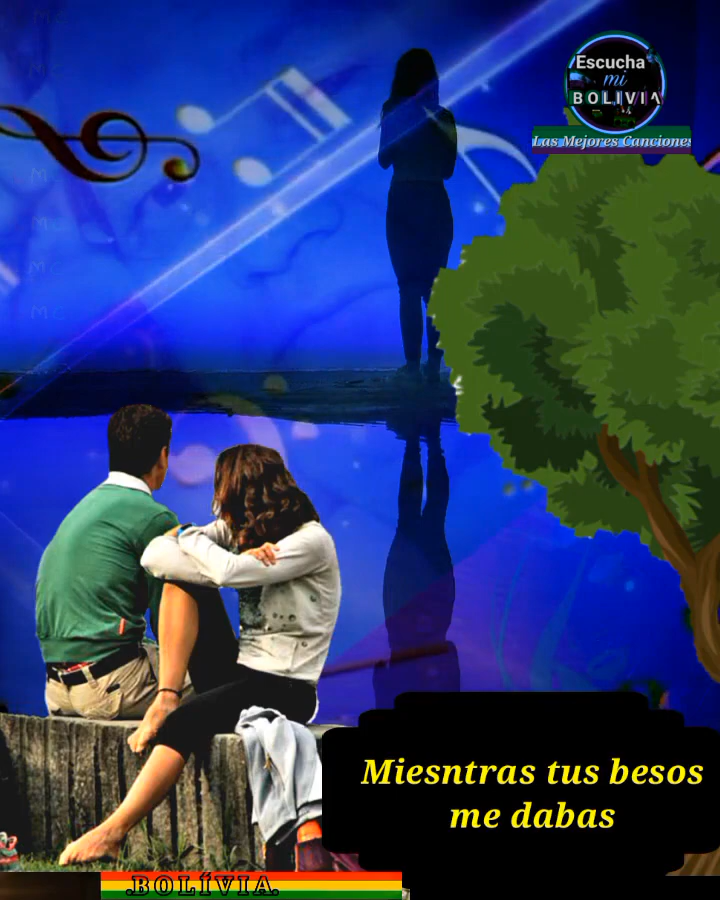 Escucha
mi
BOLIVIA
Las Mejores Canciones
Miesntras tus besos
me dabas
.BOLÍVIA.